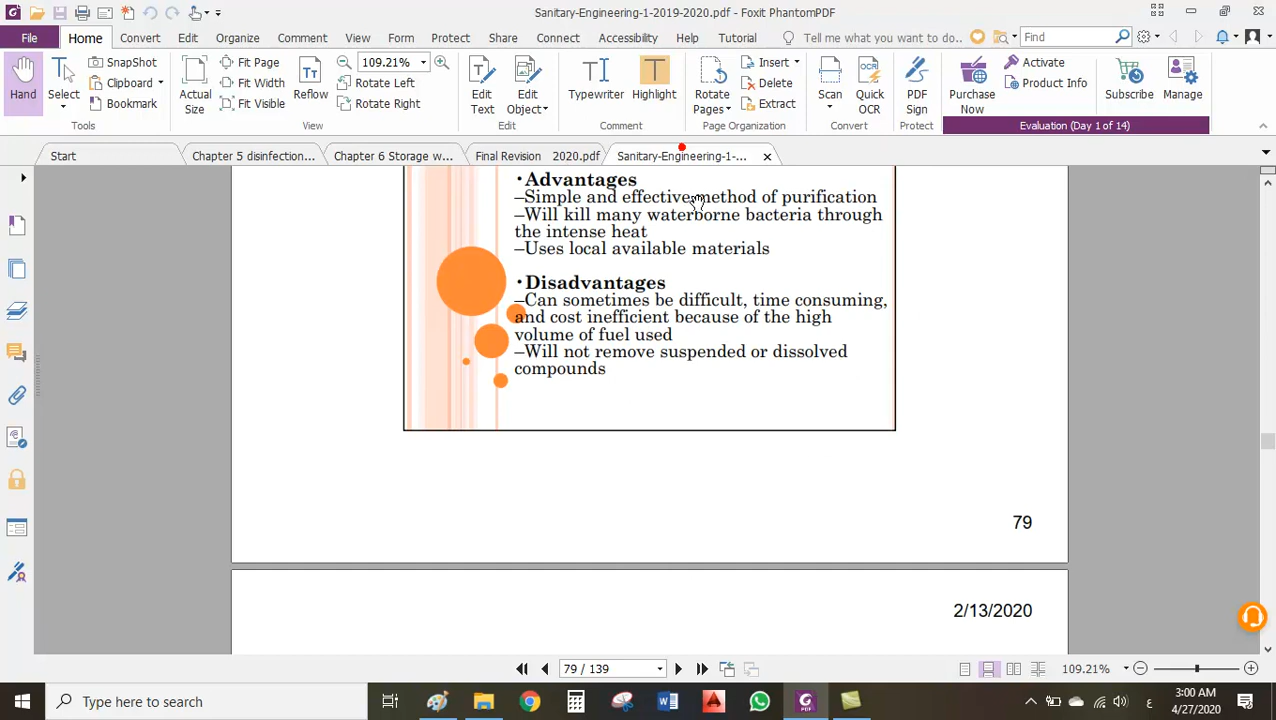 Sanitary-Engineering-1-2019-2020.pdf - Foxit PhantomPDF
File Home Convert Edit Organize Comment View Form Protect Share Connect Accessibility Help Tutorial Tell me what you want to do.. Find
Hand
Select
SnapShot
Clipboard
Bookmark
Tools
Actual Size
Fit Page
Fit Width
Fit Visible
Reflow
109.21%
Rotate Left
Rotate Right
View
Edit Text
Edit Object
Edit
Typewriter
Highlight
Comment
Rotate Pages
Insert
Delete
Extract
Page Organization
Scan
Quick OCR
Convert
PDF Sign
Protect
Purchase Now
Activate
Product Info
Subscribe
Manage
Evaluation (Day 1 of 14)
Start Chapter 5 disinfection... Chapter 6 Storage w... Final Revision 2020.pdf Sanitary-Engineering-1-...
•Advantages
–Simple and effective method of purification
–Will kill many waterborne bacteria through
the intense heat
–Uses local available materials
•Disadvantages
–Can sometimes be difficult, time consuming,
and cost inefficient because of the high
volume of fuel used
–Will not remove suspended or dissolved
compounds
79
2/13/2020
79 / 139
109.21%
Type here to search
3:00 AM
4/27/2020
ع